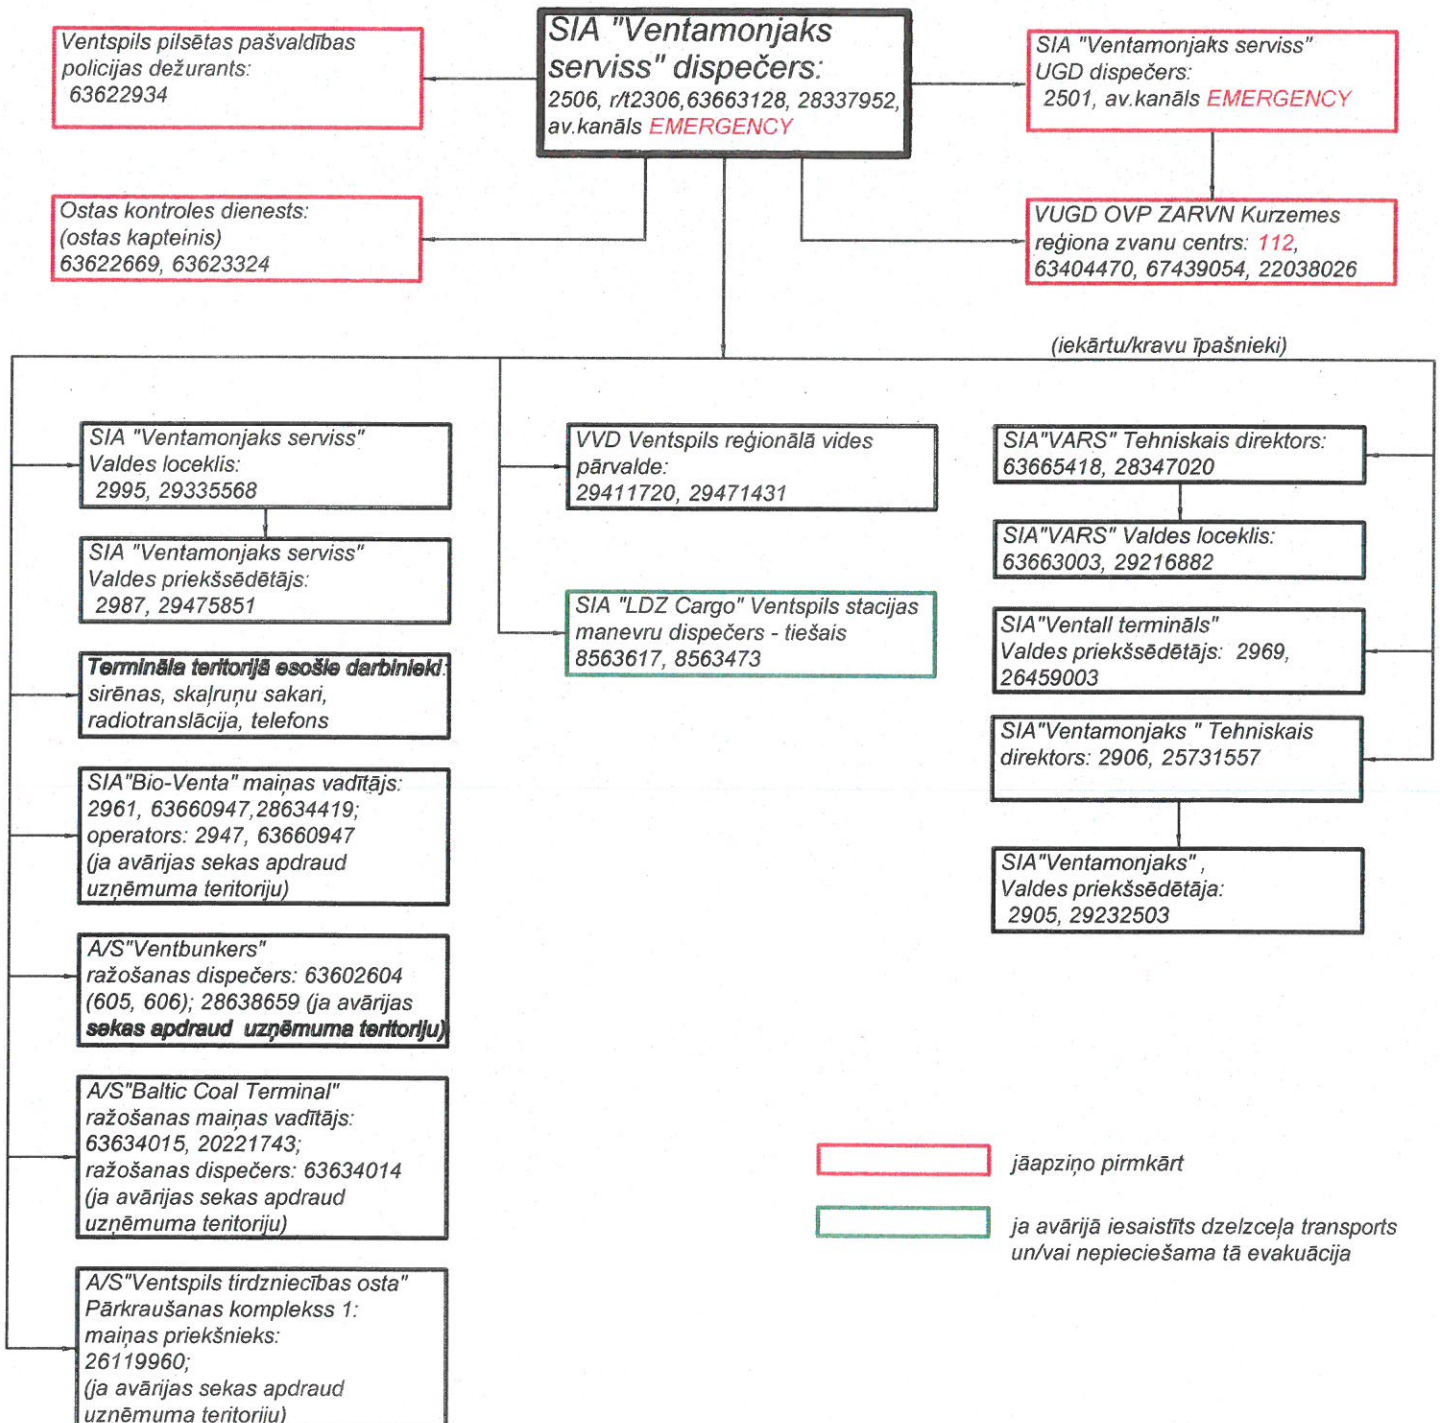 Ventspils pilsētas pašvaldības
policijas dežurants:
63622934
SIA "Ventamonjaks
serviss" dispečers:
2506, r/t2306,63663128, 28337952,
av.kanāls EMERGENCY
SIA "Ventamonjaks serviss"
UGD dispečers:
2501, av.kanāls EMERGENCY
Ostas kontroles dienests:
(ostas kapteinis)
63622669, 63623324
VUGD OVP ZARVN Kurzemes
reģiona zvanu centrs: 112,
63404470, 67439054, 22038026
(iekārtu/kravu īpašnieki)
SIA "Ventamonjaks serviss"
Valdes loceklis:
2995, 29335568
SIA "Ventamonjaks serviss"
Valdes priekšsēdētājs:
2987, 29475851
Termināla teritorijā esošie darbinieki:
sirēnas, skaļruņu sakari,
radiotranslācija, telefons
SIA"Bio-Venta" maiņas vadītājs:
2961, 63660947,28634419;
operators: 2947, 63660947
(ja avārijas sekas apdraud
uzņēmuma teritoriju)
A/S"Ventbunkers"
ražošanas dispečers: 63602604
(605, 606); 28638659 (ja avārijas
sekas apdraud uzņēmuma teritoriju)
A/S"Baltic Coal Terminal"
ražošanas maiņas vadītājs:
63634015, 20221743;
ražošanas dispečers: 63634014
(ja avārijas sekas apdraud
uzņēmuma teritoriju)
A/S"Ventspils tirdzniecības osta"
Pārkraušanas komplekss 1:
maiņas priekšnieks:
26119960;
(ja avārijas sekas apdraud
uzņēmuma teritoriju)
VVD Ventspils reģionālā vides
pārvalde:
29411720, 29471431
SIA "LDZ Cargo" Ventspils stacijas
manevru dispečers - tiešais
8563617, 8563473
SIA"VARS" Tehniskais direktors:
63665418, 28347020
SIA"VARS" Valdes loceklis:
63663003, 29216882
SIA"Ventall termināls"
Valdes priekšsēdētājs: 2969,
26459003
SIA"Ventamonjaks " Tehniskais
direktors: 2906, 25731557
SIA"Ventamonjaks",
Valdes priekšsēdētāja:
2905, 29232503
jāapziņo pirmkārt
ja avārijā iesaistīts dzelzceļa transports
un/vai nepieciešama tā evakuācija